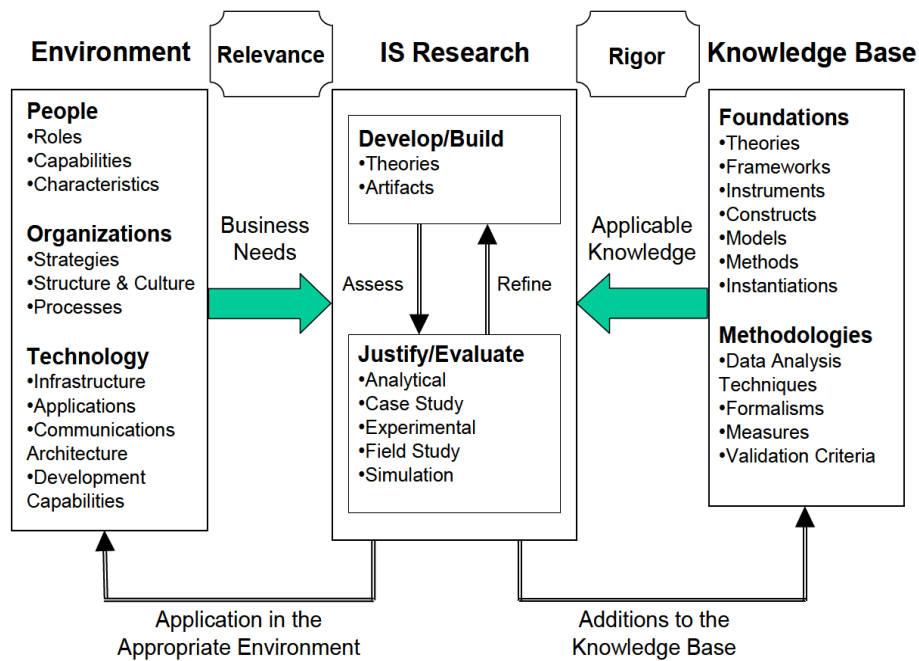 Environment
Relevance
IS Research
Rigor
Knowledge Base
People
•Roles
•Capabilities
•Characteristics
Organizations
•Strategies
•Structure & Culture
•Processes
Technology
•Infrastructure
•Applications
•Communications
Architecture
•Development
Capabilities
Business
Needs
Develop/Build
•Theories
•Artifacts
Assess
Refine
Justify/Evaluate
•Analytical
•Case Study
•Experimental
•Field Study
•Simulation
Applicable
Knowledge
Foundations
•Theories
•Frameworks
•Instruments
•Constructs
•Models
•Methods
•Instantiations
Methodologies
•Data Analysis
Techniques
•Formalisms
•Measures
•Validation Criteria
Application in the
Appropriate Environment
Additions to the
Knowledge Base